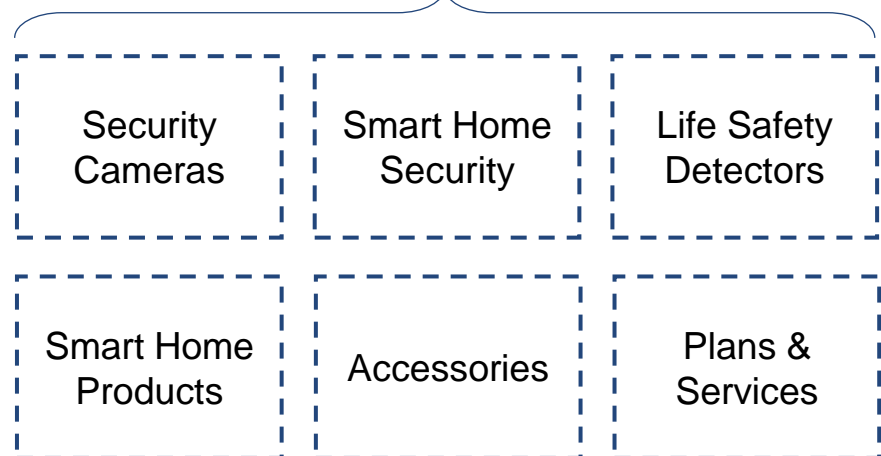 Security
Cameras
Smart Home
Security
Life Safety
Detectors
Smart Home
Products
Accessories
Plans &
Services